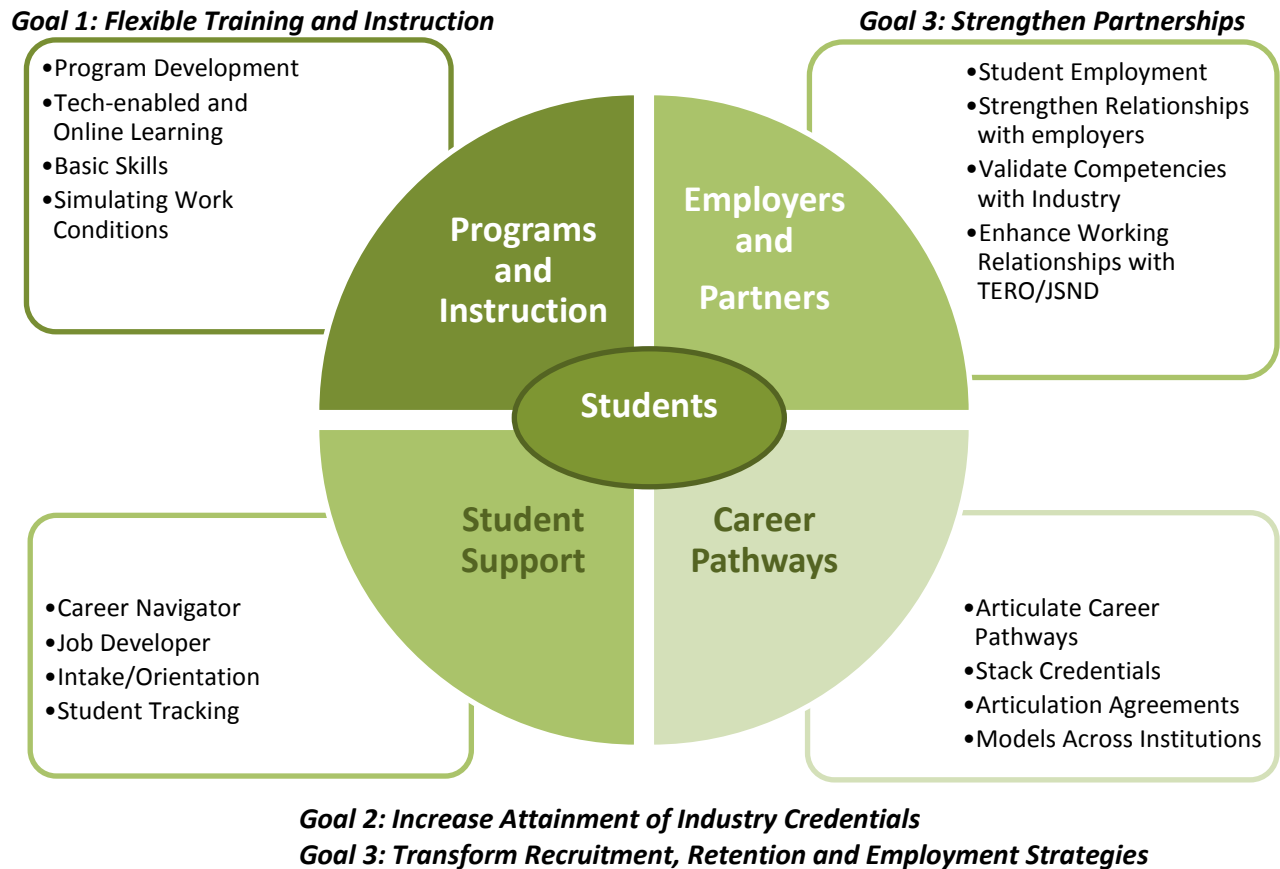 Goal 1: Flexible Training and Instruction
•Program Development
•Tech-enabled and
Online Learning
•Basic Skills
•Simulating Work
Conditions
Goal 3: Strengthen Partnerships
•Student Employment
•Strengthen Relationships
with employers
•Validate Competencies
with Industry
•Enhance Working
Relationships with
TERO/JSND
Programs
and
Instruction
Employers
and
Partners
Students
Student
Support
Career
Pathways
•Career Navigator
•Job Developer
•Intake/Orientation
•Student Tracking
•Articulate Career
Pathways
•Stack Credentials
•Articulation Agreements
•Models Across Institutions
Goal 2: Increase Attainment of Industry Credentials
Goal 3: Transform Recruitment, Retention and Employment Strategies